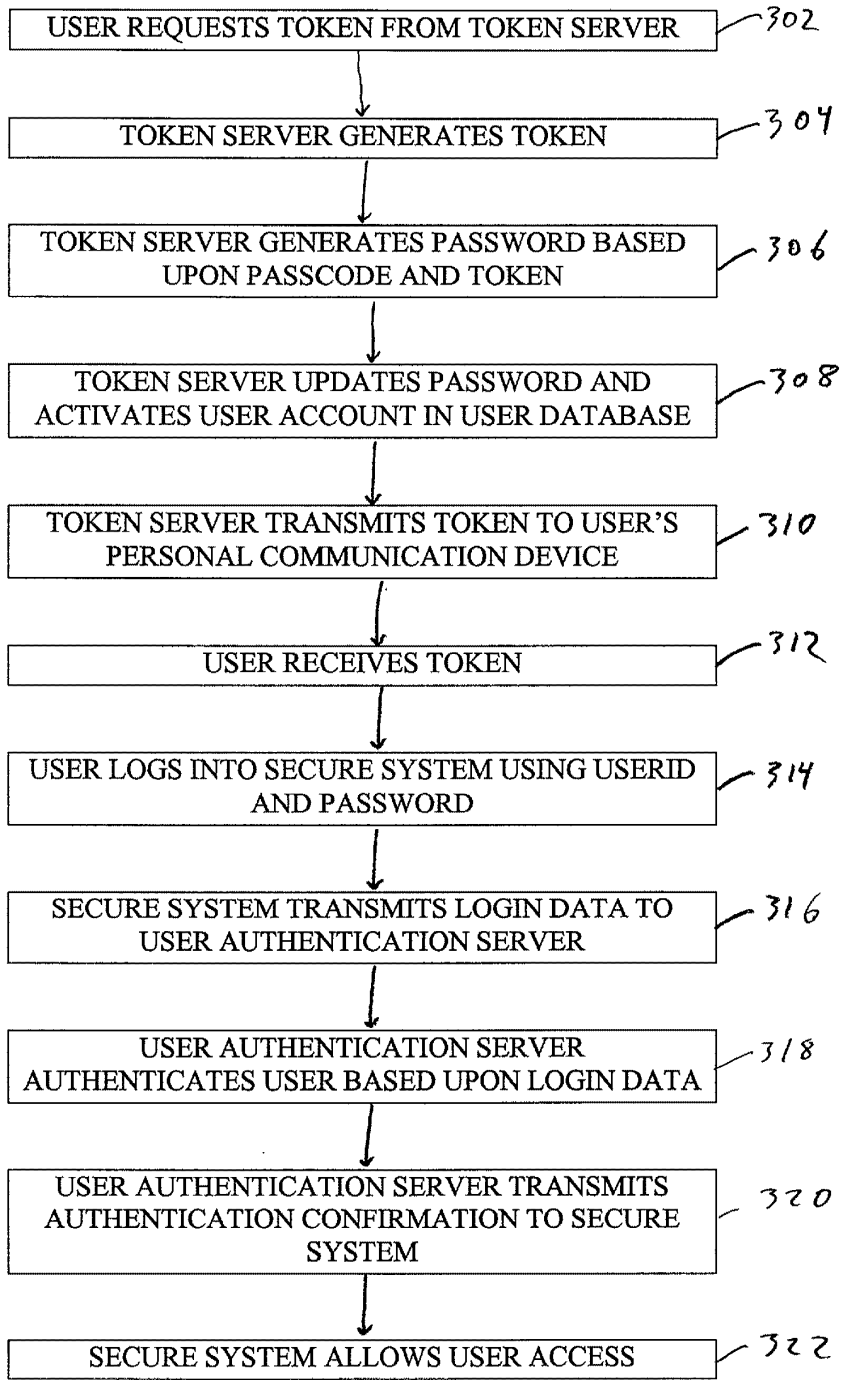 USER REQUESTS TOKEN FROM TOKEN SERVER
302
TOKEN SERVER GENERATES TOKEN
304
TOKEN SERVER GENERATES PASSWORD BASED
UPON PASSCODE AND TOKEN
306
TOKEN SERVER UPDATES PASSWORD AND
ACTIVATES USER ACCOUNT IN USER DATABASE
308
TOKEN SERVER TRANSMITS TOKEN TO USER'S
PERSONAL COMMUNICATION DEVICE
310
USER RECEIVES TOKEN
312
USER LOGS INTO SECURE SYSTEM USING USERID
AND PASSWORD
314
SECURE SYSTEM TRANSMITS LOGIN DATA TO
USER AUTHENTICATION SERVER
316
USER AUTHENTICATION SERVER
AUTHENTICATES USER BASED UPON LOGIN DATA
318
USER AUTHENTICATION SERVER TRANSMITS
AUTHENTICATION CONFIRMATION TO SECURE
SYSTEM
320
SECURE SYSTEM ALLOWS USER ACCESS
322